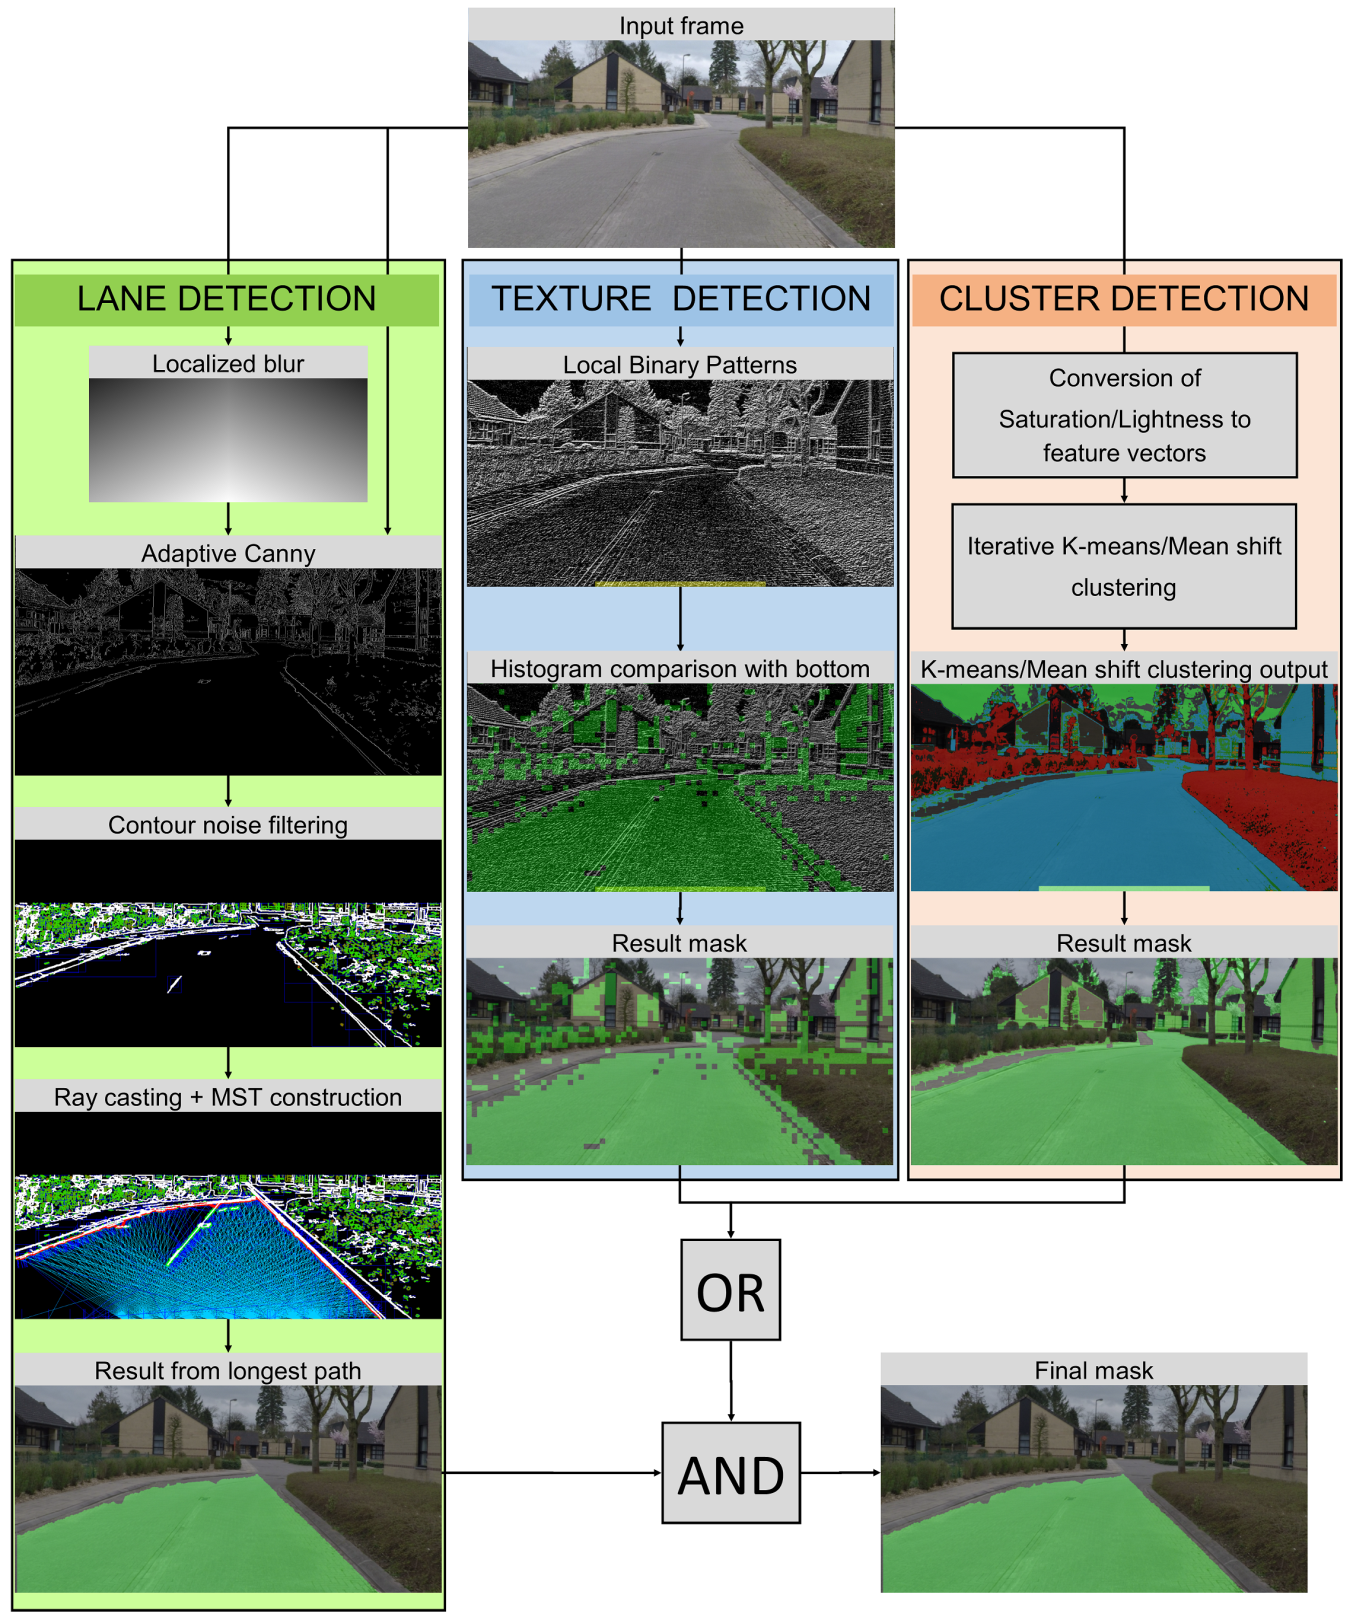 Input frame
LANE DETECTION
Localized blur
Adaptive Canny
Contour noise filtering
Ray casting + MST construction
Result from longest path
TEXTURE DETECTION
Local Binary Patterns
Histogram comparison with bottom
Result mask
CLUSTER DETECTION
Conversion of
Saturation/Lightness to
feature vectors
Iterative K-means/Mean shift
clustering
K-means/Mean shift clustering output
Result mask
OR
AND
Final mask